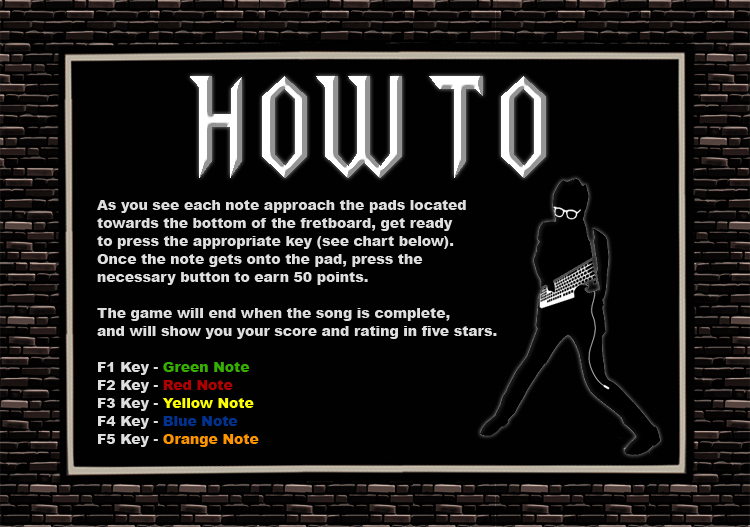 HOW TO
As you see each note approach the pads located
towards the bottom of the fretboard, get ready
to press the appropriate key (see chart below).
Once the note gets onto the pad, press the
necessary button to earn 50 points.
The game will end when the song is complete,
and will show you your score and rating in five stars.
F1 Key - Green Note
F2 Key - Red Note
F3 Key - Yellow Note
F4 Key - Blue Note
F5 Key - Orange Note